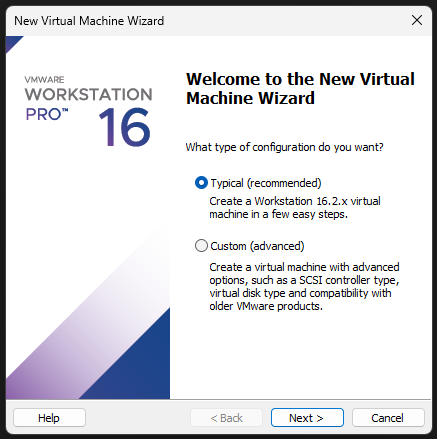 New Virtual Machine Wizard
VMWARE
WORKSTATION
PRO™
16
Welcome to the New Virtual
Machine Wizard
What type of configuration do you want?
Typical (recommended)
Create a Workstation 16.2.x virtual
machine in a few easy steps.
Custom (advanced)
Create a virtual machine with advanced
options, such as a SCSI controller type,
virtual disk type and compatibility with
older VMware products.
Help
< Back
Next >
Cancel